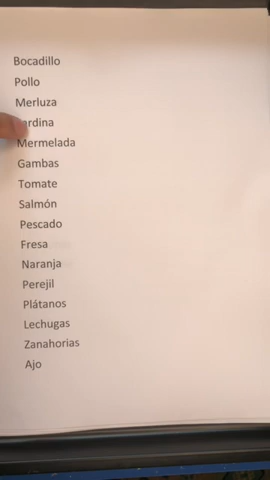 Bocadillo
Pollo
Merluza
Mermelada
Gambas
Tomate
Salmón
Pescado
Fresa
Naranja
Perejil
Plátanos
Lechugas
Zanahorias
Ajo